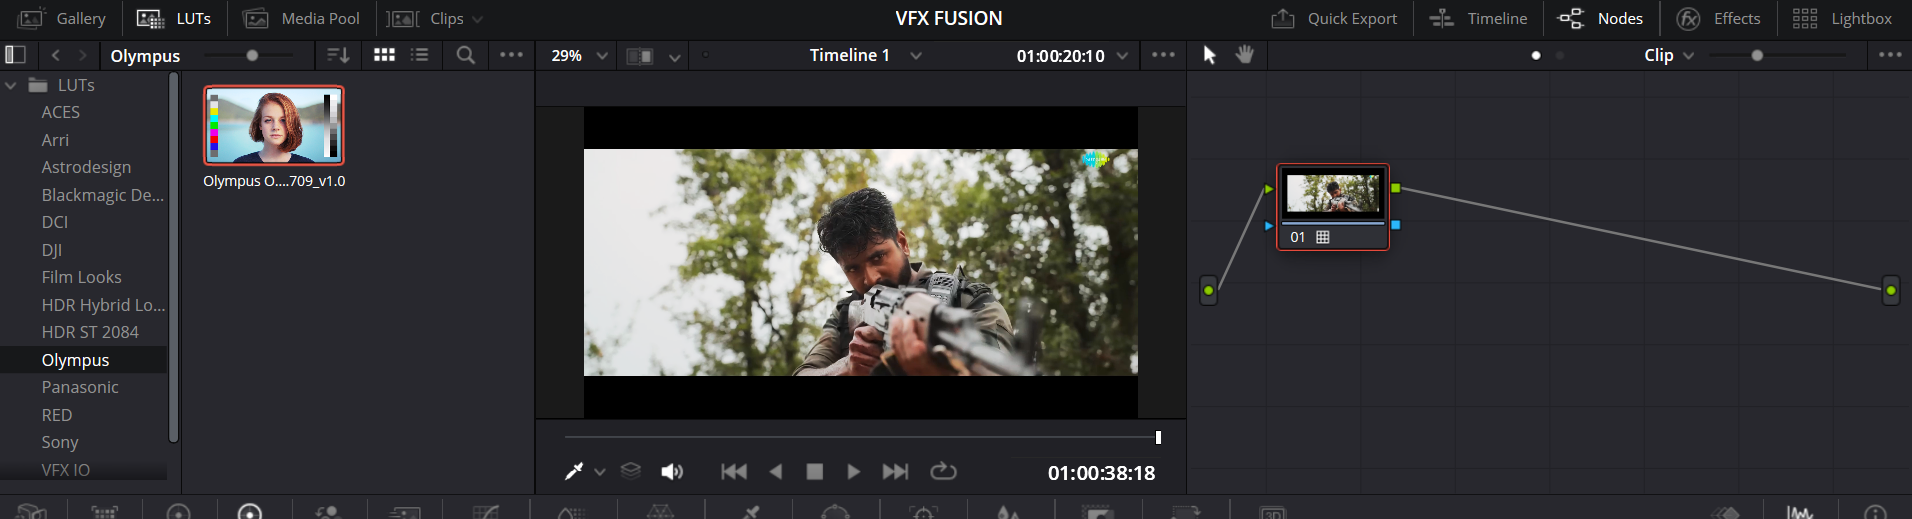 Gallery LUTs Media Pool Clips VFX FUSION Quick Export Timeline Nodes Effects Lightbox
Olympus 29% Timeline 1 01:00:20:10 Clip
LUTs
ACES
Arri
Astrodesign
Blackmagic De...
DCI
DJI
Film Looks
HDR Hybrid Lo...
HDR ST 2084
Olympus
Panasonic
RED
Sony
VFX IO
Olympus O....709_v1.0
01
01:00:38:18
3D